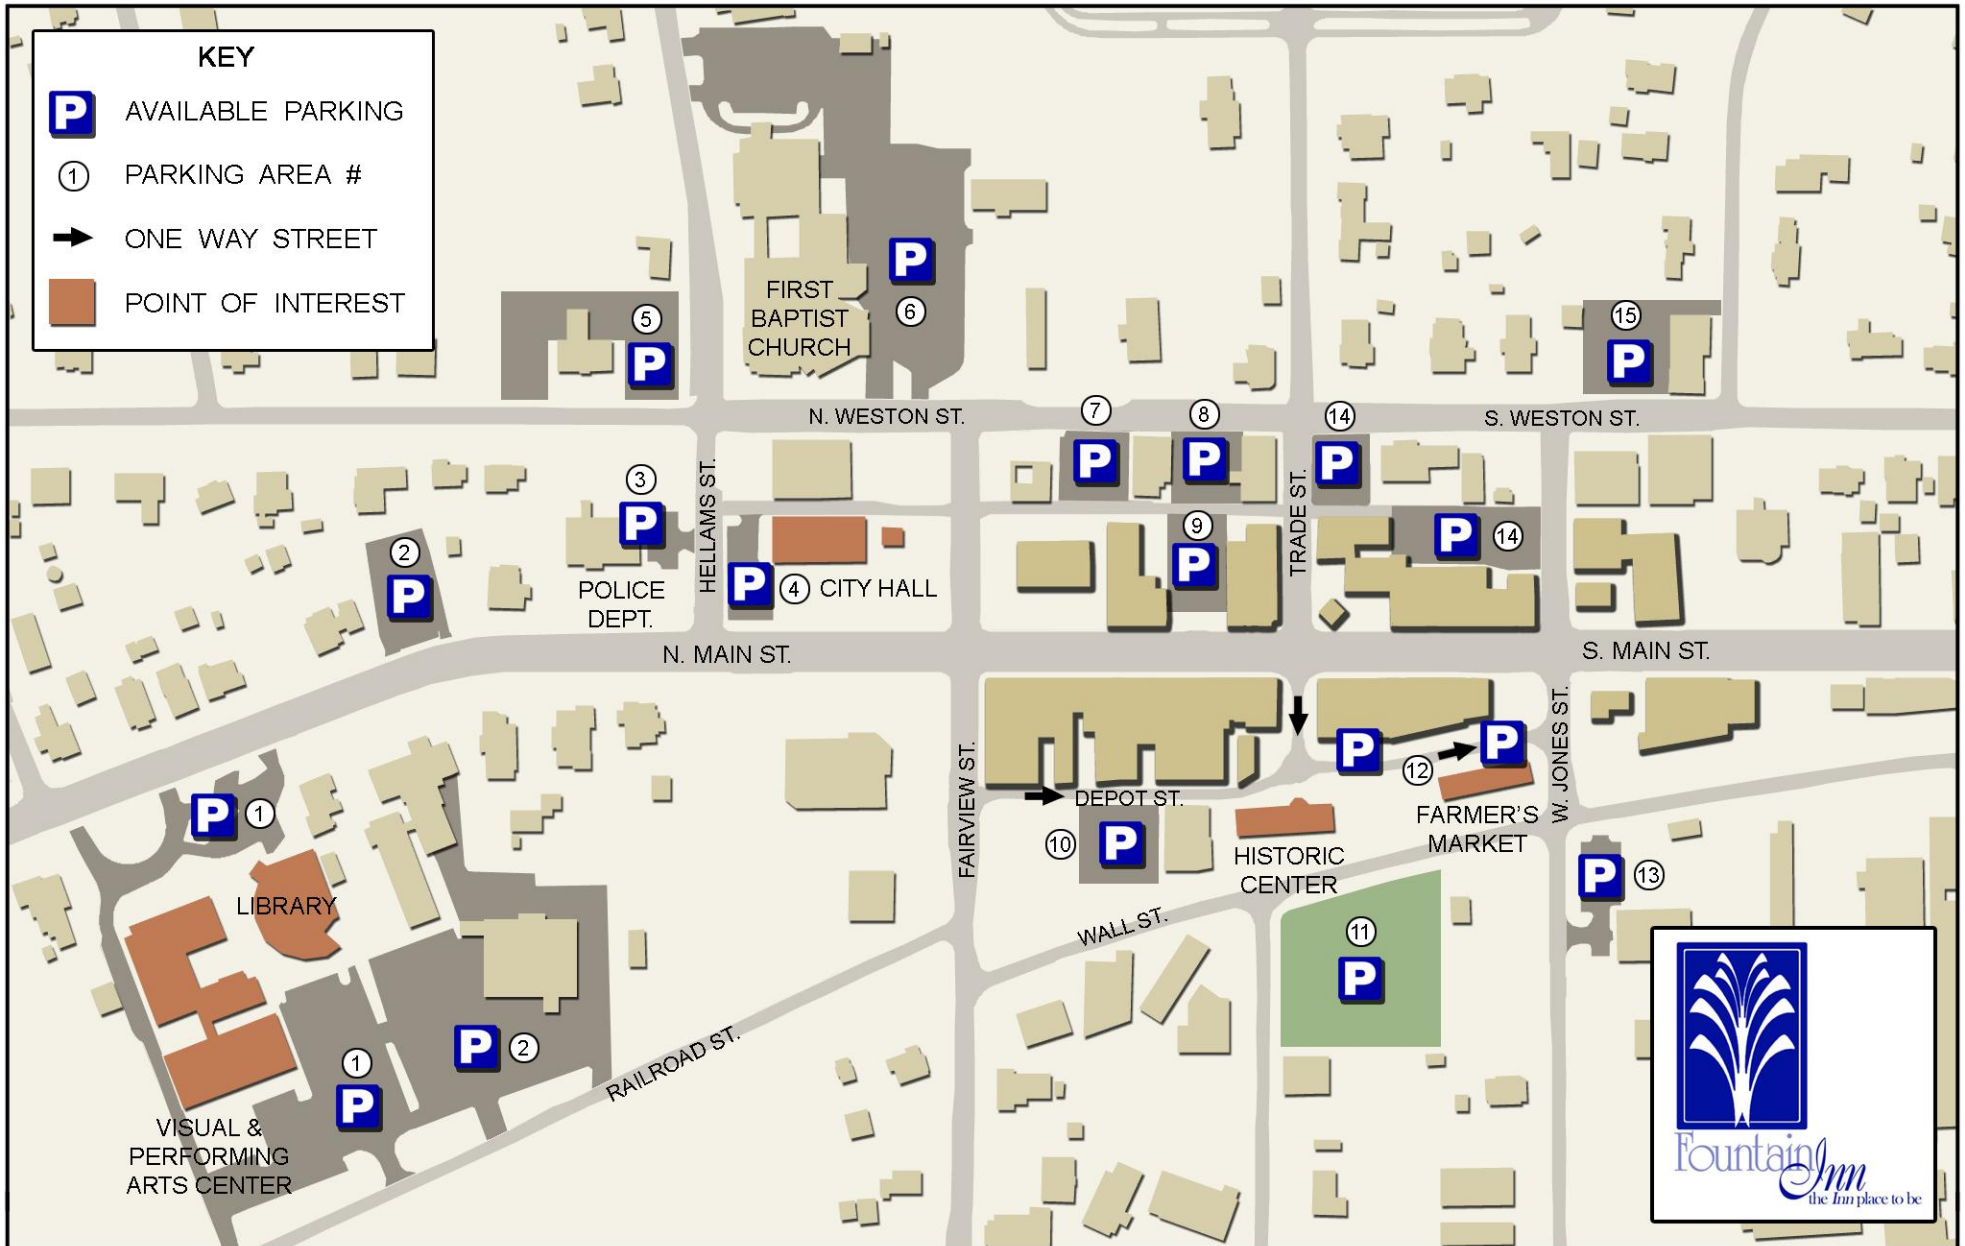 KEY
P AVAILABLE PARKING
1 PARKING AREA #
ONE WAY STREET
POINT OF INTEREST
5
P
FIRST
BAPTIST
CHURCH
P
6
15
P
N. WESTON ST.
S. WESTON ST.
7
P
8
P
14
P
3
P
POLICE
DEPT.
HELLAMS ST.
2
P
P
4 CITY HALL
9
P
TRADE ST.
P 14
N. MAIN ST.
S. MAIN ST.
P 1
LIBRARY
FAIRVIEW ST.
DEPOT ST.
10 P
P
12
P
FARMER'S
MARKET
W. JONES ST.
HISTORIC
CENTER
P 13
WALL ST.
11
P
1
P
P 2
RAILROAD ST.
VISUAL &
PERFORMING
ARTS CENTER
Fountain Inn
the Inn place to be